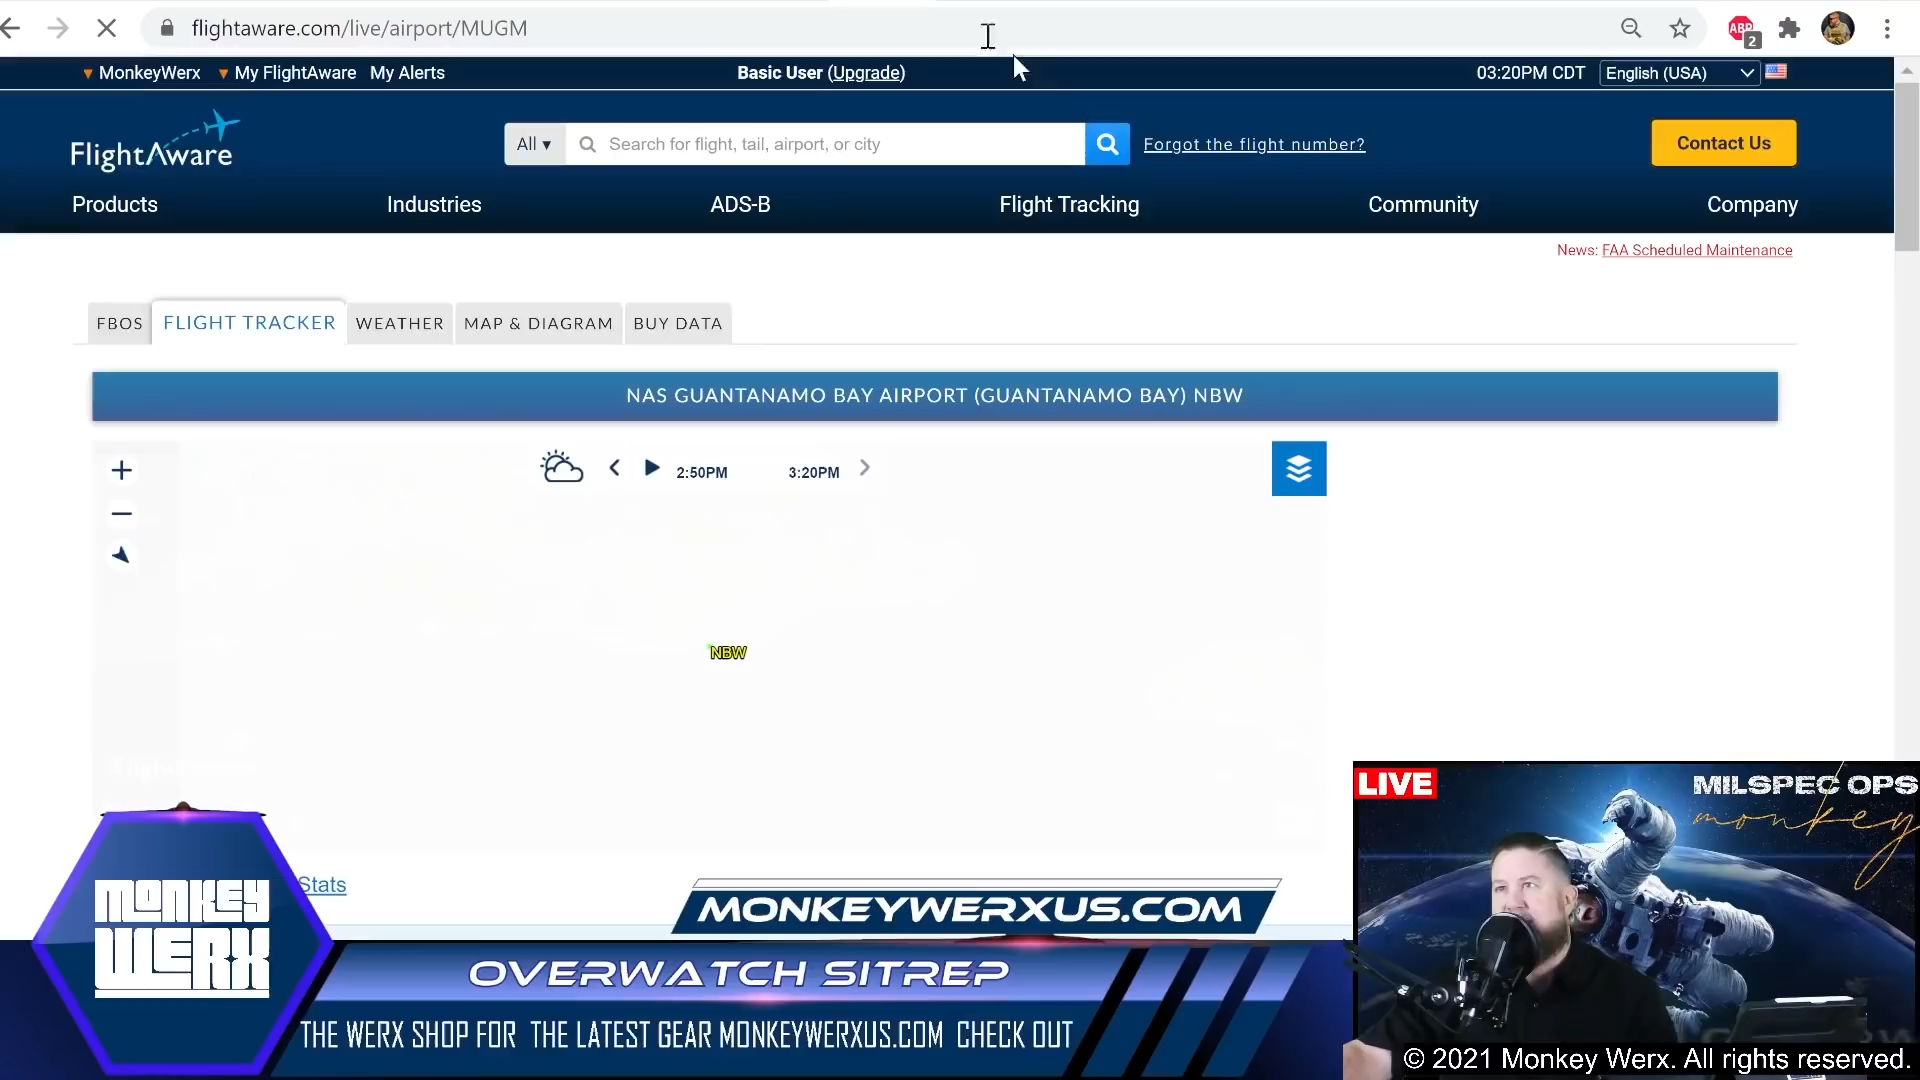 flightaware.com/live/airport/MUGM
ABP
2
MonkeyWerx My FlightAware My Alerts
Basic User (Upgrade)
03:20PM CDT English (USA)
FlightAware
All ▾ Search for flight, tail, airport, or city
Forgot the flight number?
Contact Us
Products Industries ADS-B Flight Tracking Community Company
News: FAA Scheduled Maintenance
FBOS FLIGHT TRACKER WEATHER MAP & DIAGRAM BUY DATA
NAS GUANTANAMO BAY AIRPORT (GUANTANAMO BAY) NBW
2:50PM 3:20PM
NBW
LIVE
MILSPEC OPS
monkey
Stats
MONKEY
WERX
MONKEYWERXUS.COM
OVERWATCH SITREP
THE WERX SHOP FOR THE LATEST GEAR MONKEYWERXUS.COM CHECK OUT
© 2021 Monkey Werx. All rights reserved.